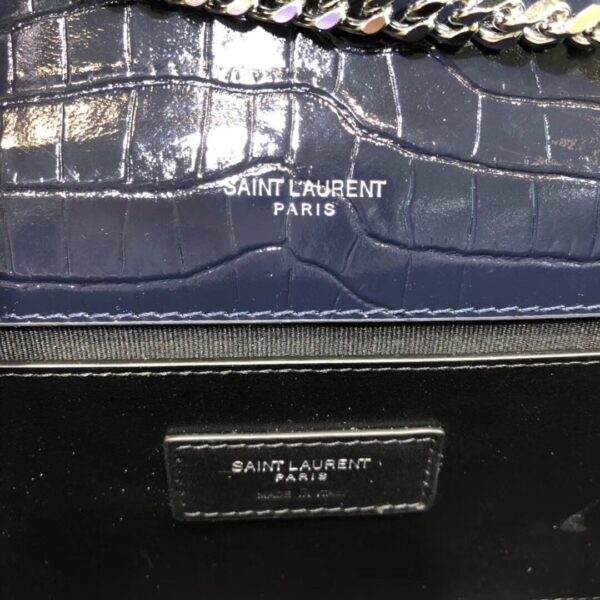 SAINT LAURENT
PARIS
SAINT LAURENT
PARIS
MADE IN ITALY